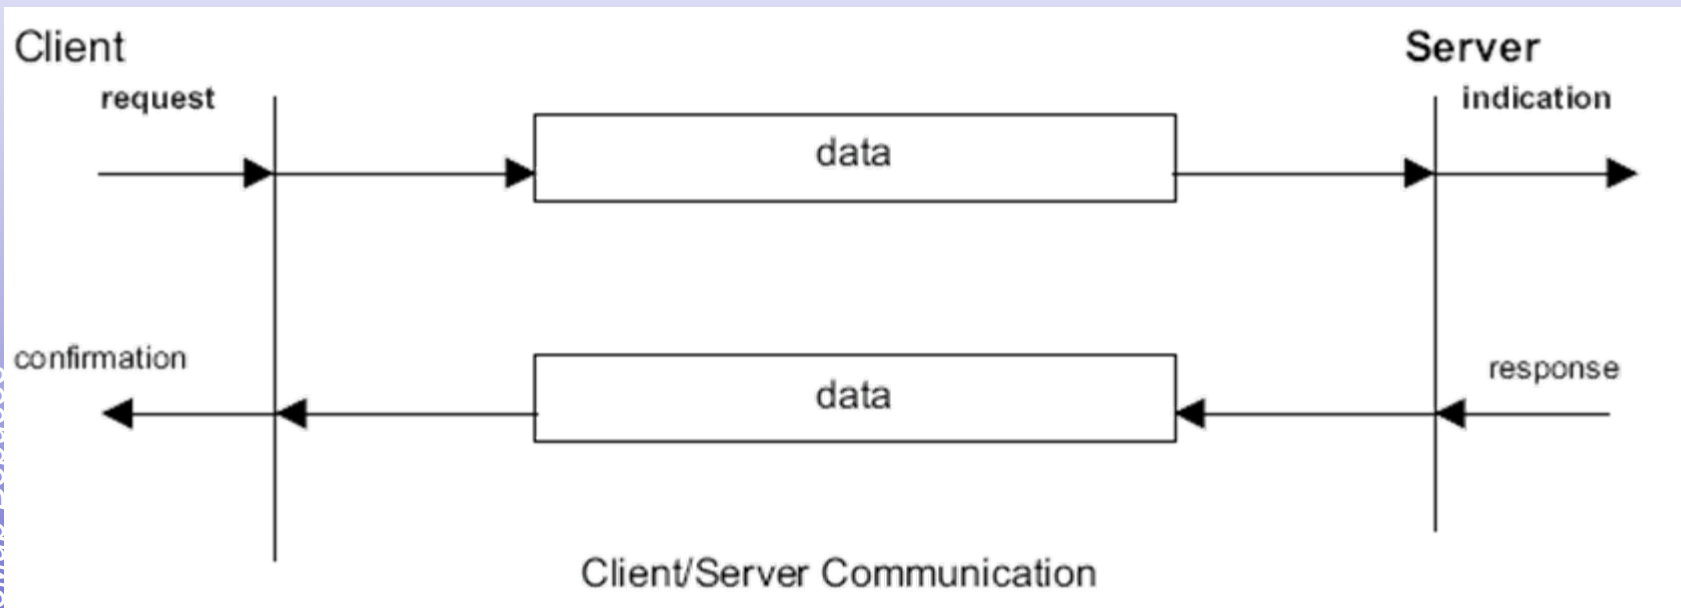 Client
Server
request
indication
data
confirmation
response
data
Client/Server Communication